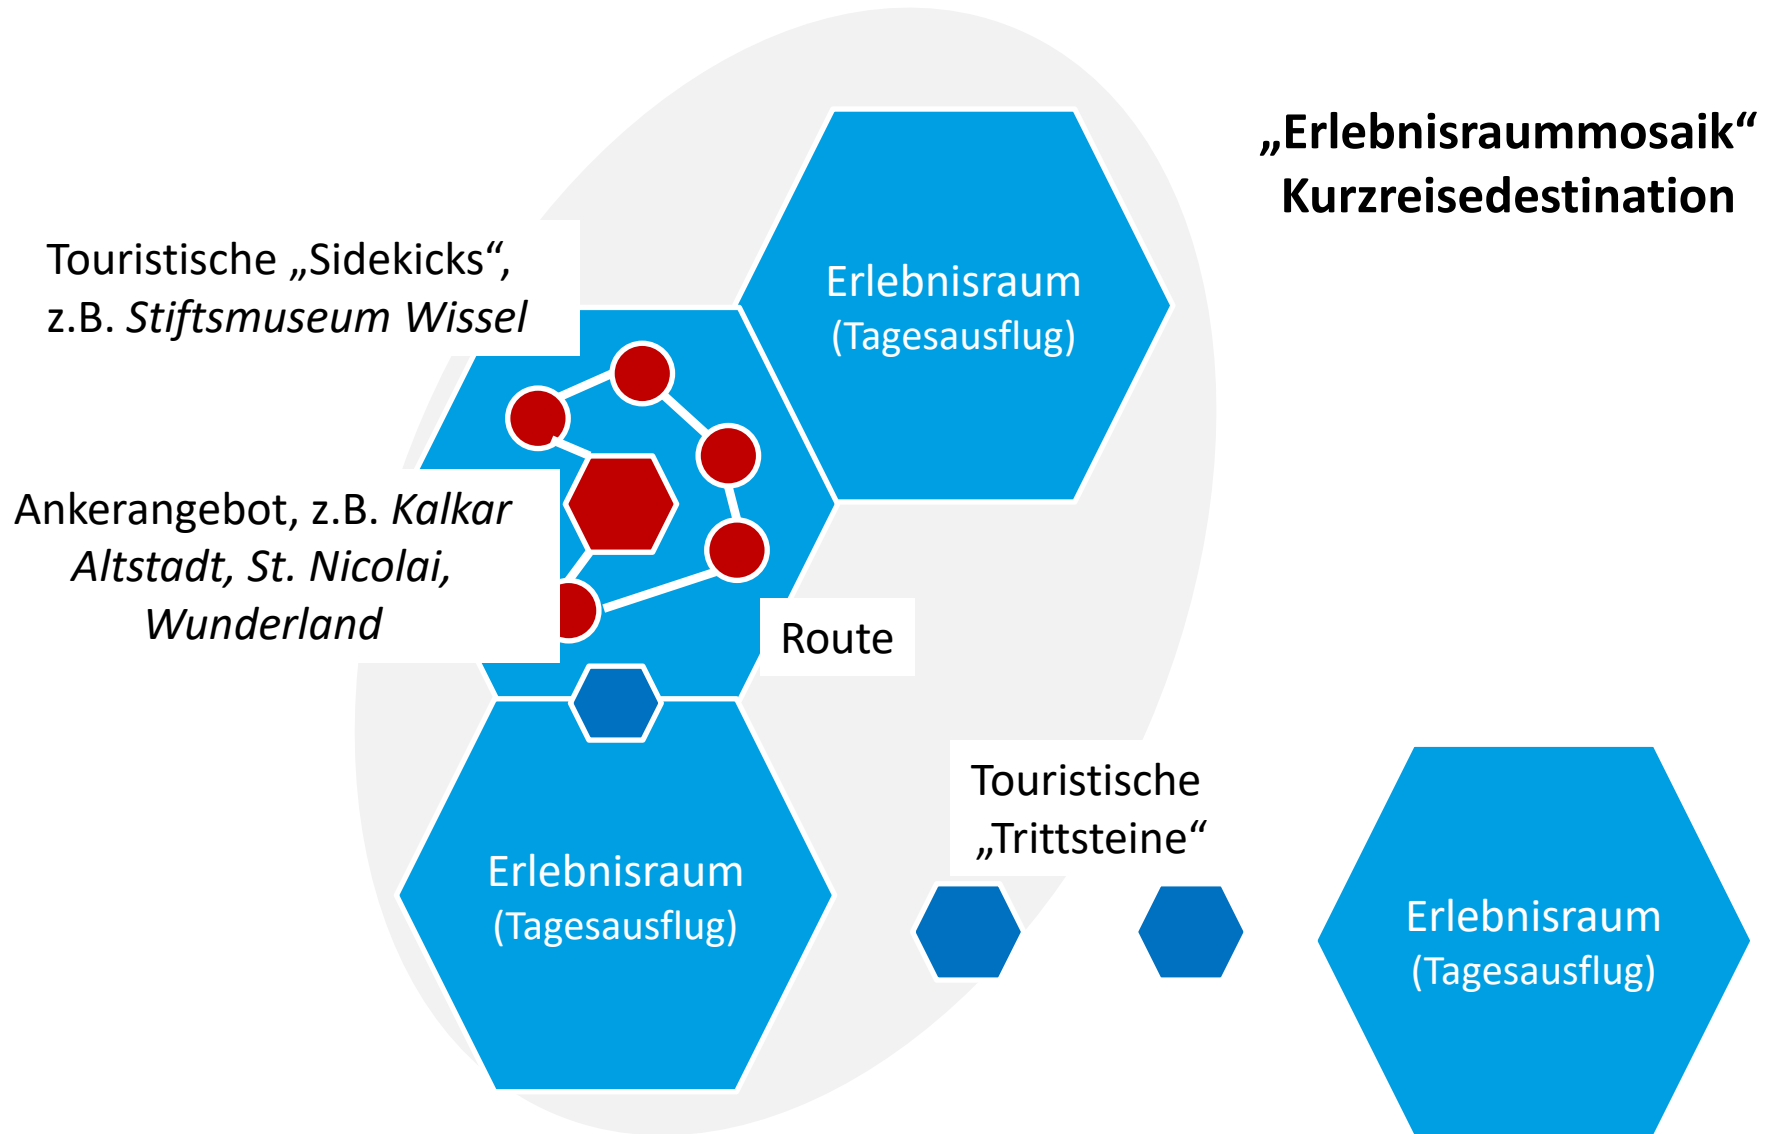 „Erlebnisraummosaik“
Kurzreisedestination
Touristische „Sidekicks“,
z.B. Stiftsmuseum Wissel
Erlebnisraum
(Tagesausflug)
Ankerangebot, z.B. Kalkar
Altstadt, St. Nicolai,
Wunderland
Route
Touristische
„Trittsteine“
Erlebnisraum
(Tagesausflug)
Erlebnisraum
(Tagesausflug)